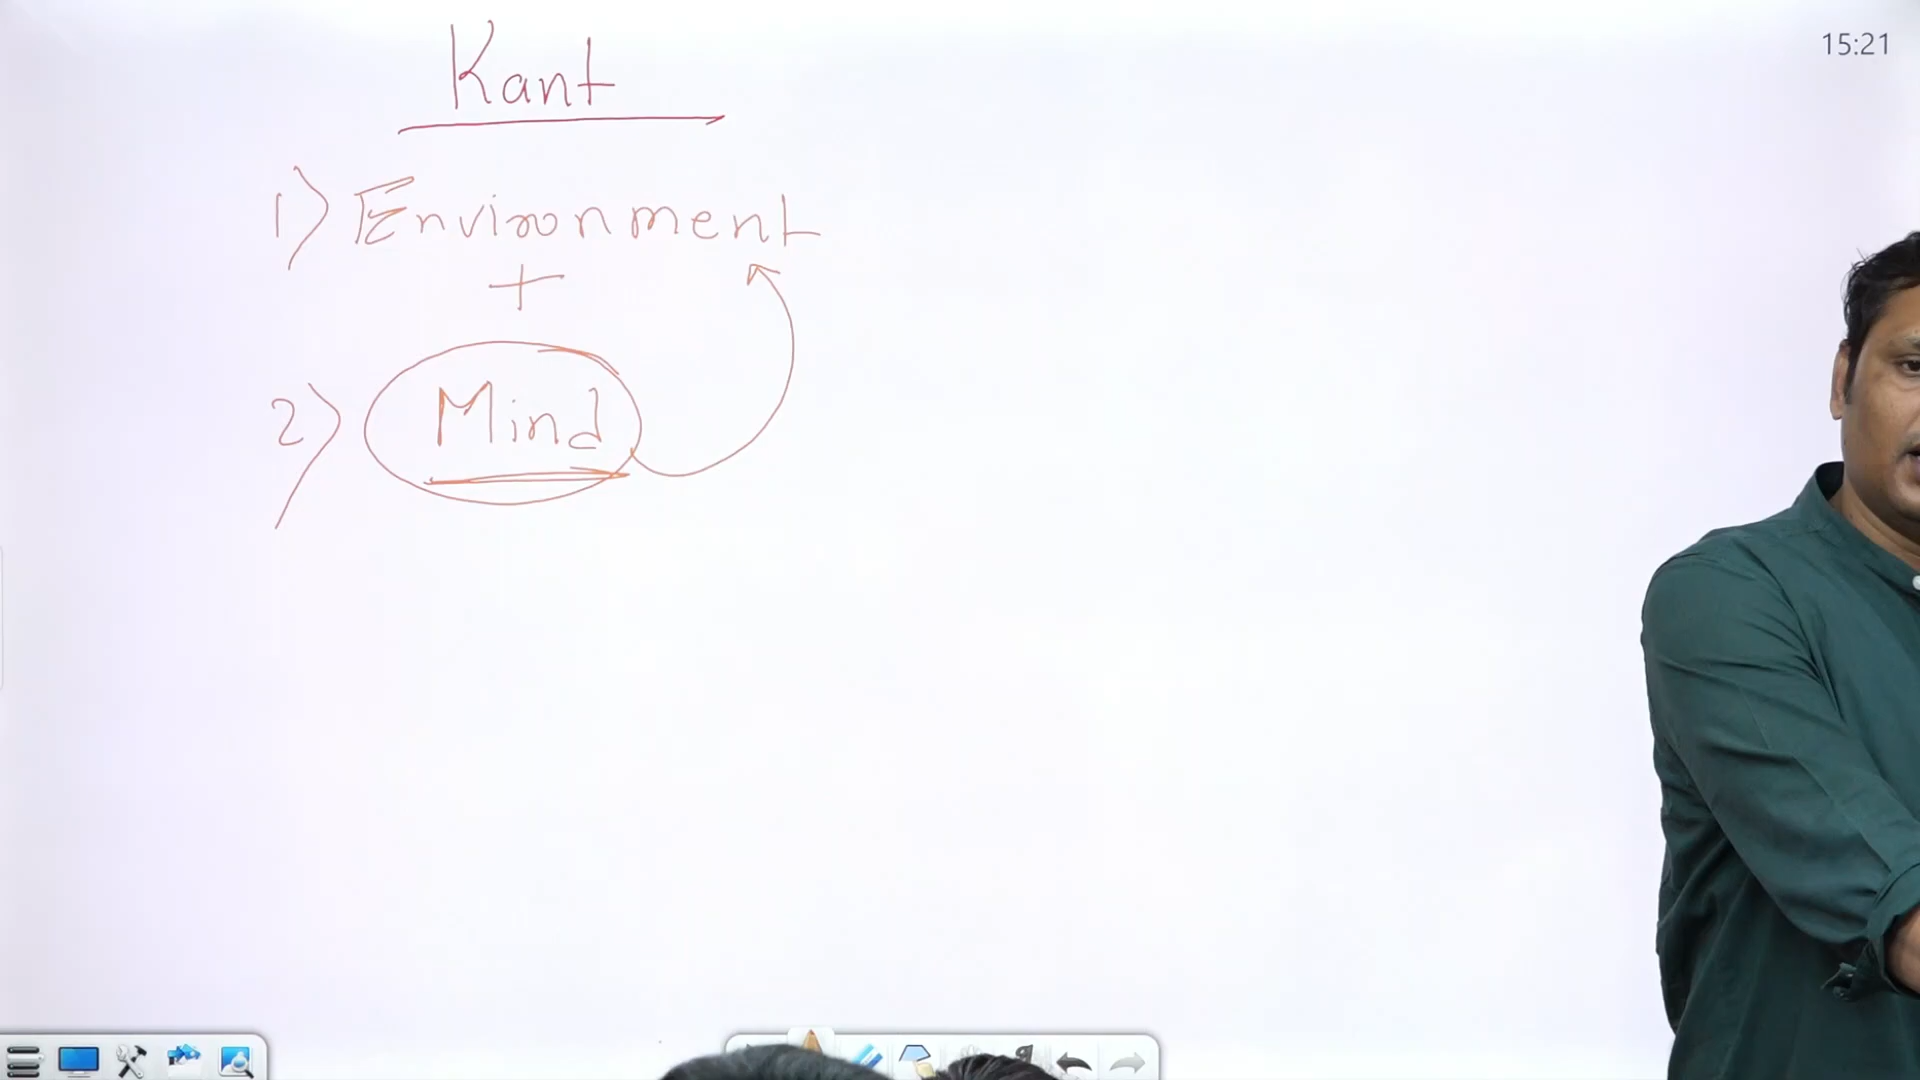 15:21
Kant
1) Environment
+
2) Mind